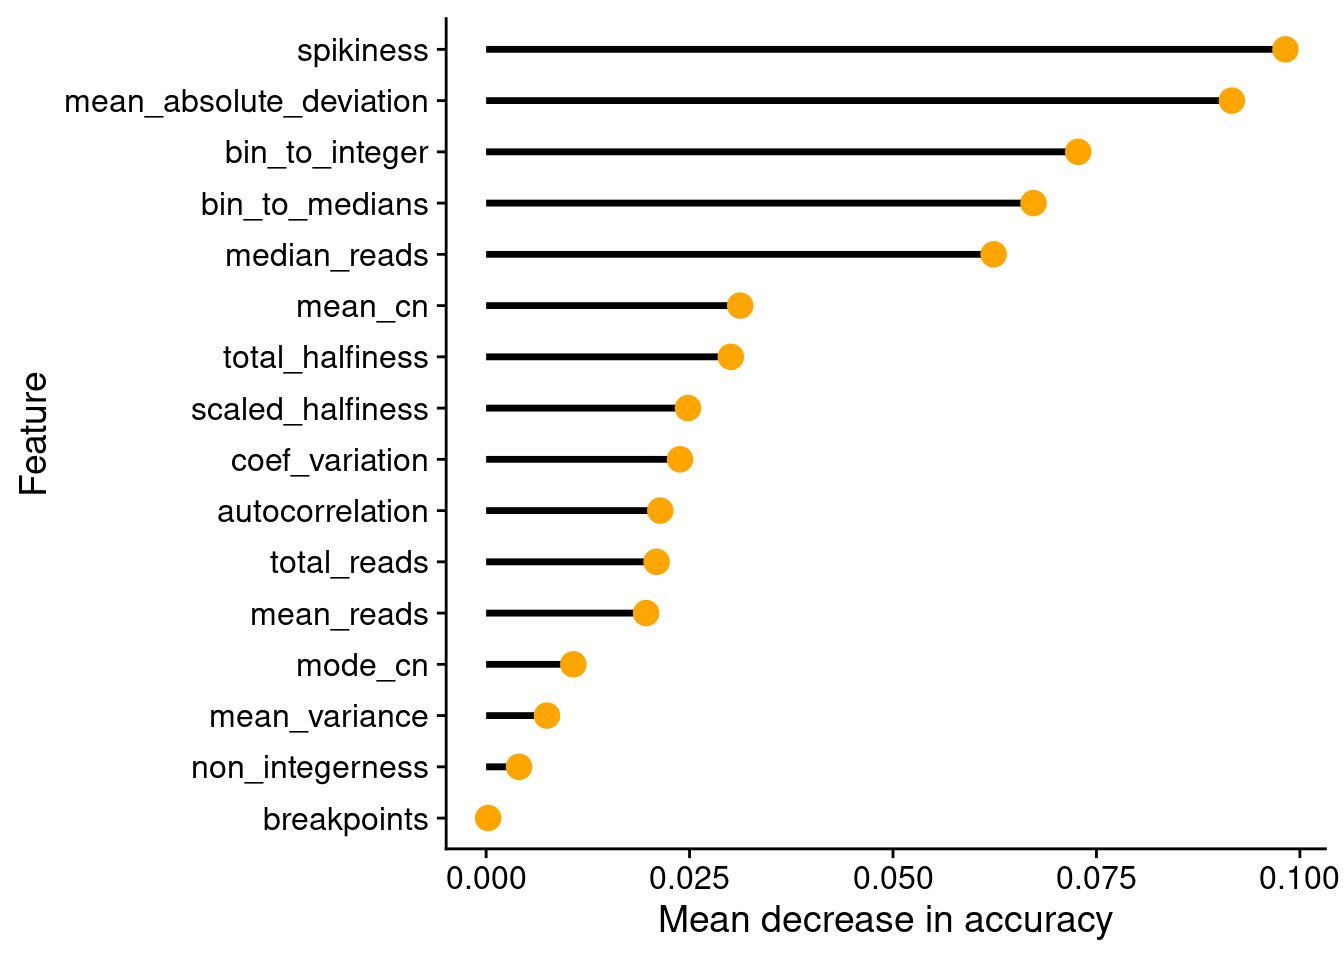 spikiness
mean_absolute_deviation
bin_to_integer
bin_to_medians
median_reads
mean_cn
total_halfiness
scaled_halfiness
coef_variation
autocorrelation
total_reads
mean_reads
mode_cn
mean_variance
non_integerness
breakpoints
Feature
0.000 0.025 0.050 0.075 0.100
Mean decrease in accuracy